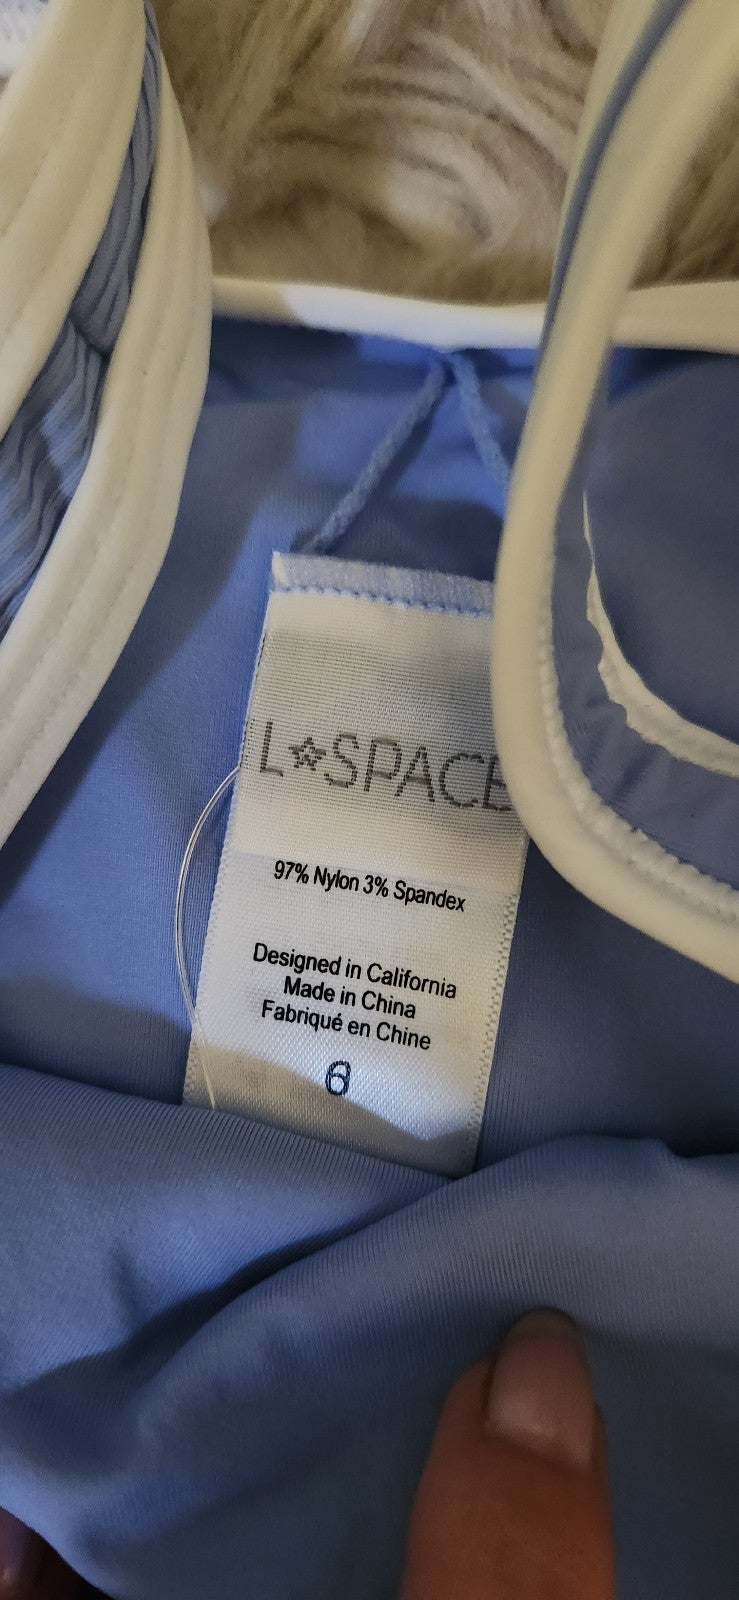 L★SPACE
97% Nylon 3% Spandex
Designed in California
Made in China
Fabriqué en Chine
6